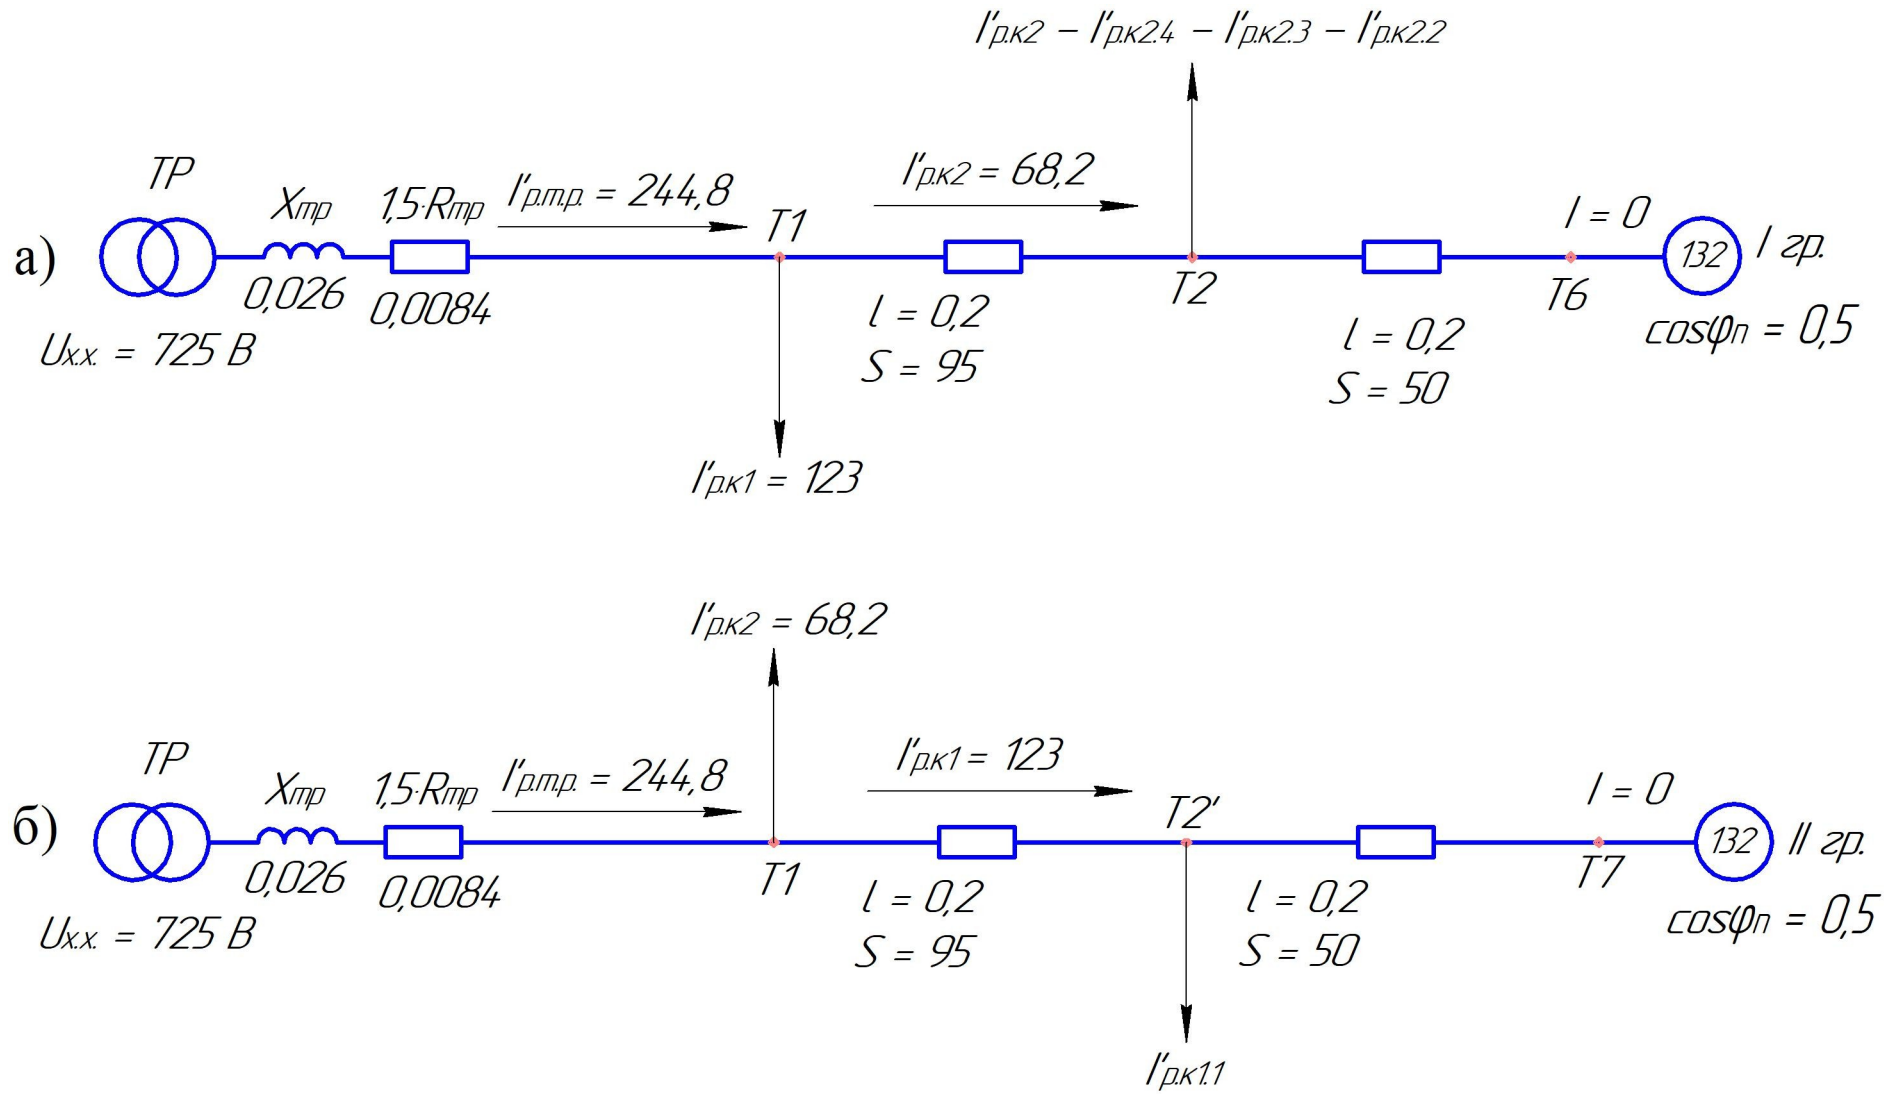 I′р.к2 – I′р.к2.4 – I′р.к2.3 – I′р.к2.2
а)
ТР
Xтр
1,5·Rтр
I′р.т.р. = 244,8
T1
I′р.к2 = 68,2
I = 0
132
I гр.
0,026
0,0084
T2
T6
Uх.х. = 725 В
l = 0,2
S = 95
l = 0,2
S = 50
cosφп = 0,5
I′р.к1 = 123
I′р.к2 = 68,2
б)
ТР
Xтр
1,5·Rтр
I′р.т.р. = 244,8
I′р.к1 = 123
T2′
I = 0
132
II гр.
0,026
0,0084
T1
T7
Uх.х. = 725 В
l = 0,2
S = 95
l = 0,2
S = 50
cosφп = 0,5
I′р.к1.1